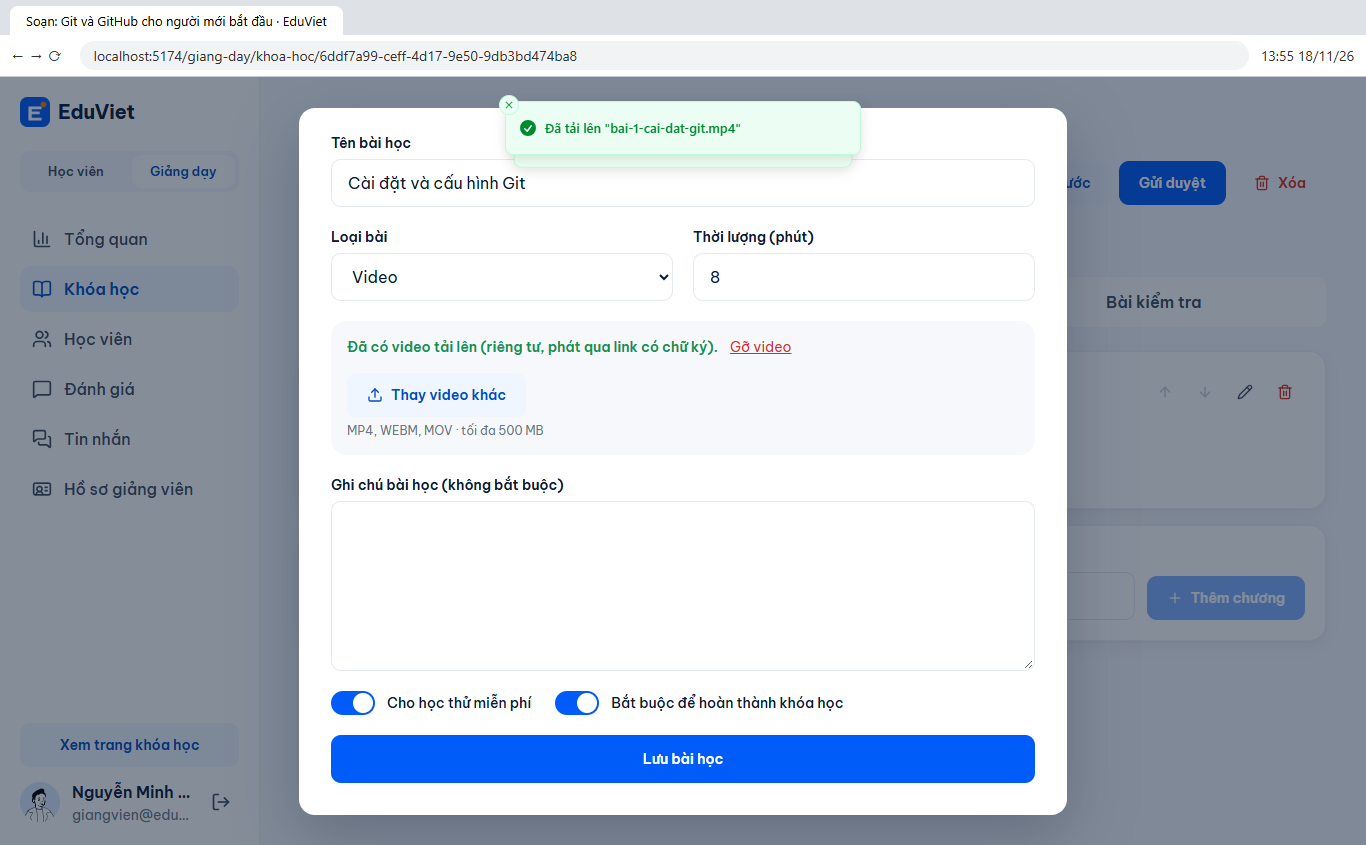 Soạn: Git và GitHub cho người mới bắt đầu · EduViet
localhost:5174/giang-day/khoa-hoc/6ddf7a99-ceff-4d17-9e50-9db3bd474ba8
13:55 18/11/26
EduViet
Học viên
Giảng dạy
Tổng quan
Khóa học
Học viên
Đánh giá
Tin nhắn
Hồ sơ giảng viên
Xem trang khóa học
Nguyễn Minh ...
giangvien@edu...
Đã tải lên "bai-1-cai-dat-git.mp4"
Tên bài học
Cài đặt và cấu hình Git
Loại bài
Thời lượng (phút)
Video
8
Đã có video tải lên (riêng tư, phát qua link có chữ ký).
Gỡ video
Thay video khác
MP4, WEBM, MOV · tối đa 500 MB
Ghi chú bài học (không bắt buộc)
Cho học thử miễn phí
Bắt buộc để hoàn thành khóa học
Lưu bài học
Gửi duyệt
Xóa
Bài kiểm tra
Thêm chương